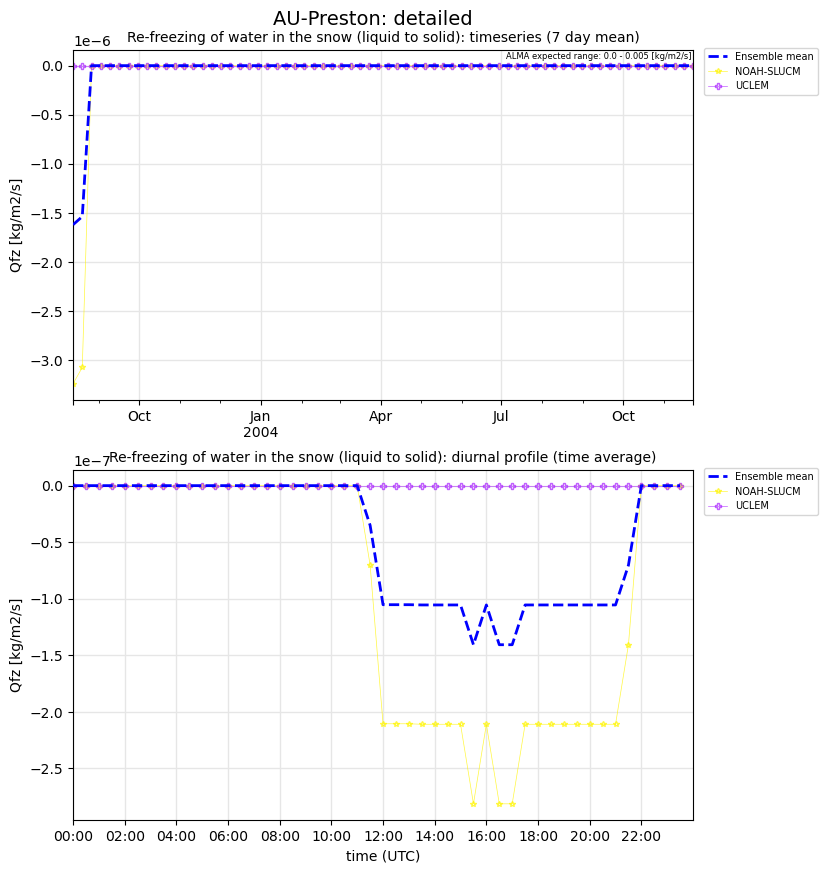 AU-Preston: detailed
Re-freezing of water in the snow (liquid to solid): timeseries (7 day mean)
1e−6
ALMA expected range: 0.0 - 0.005 [kg/m2/s]
Ensemble mean
NOAH-SLUCM
UCLEM
0.0
−0.5
−1.0
−1.5
−2.0
−2.5
−3.0
Qfz [kg/m2/s]
Oct
Jan
2004
Apr
Jul
Oct
Re-freezing of water in the snow (liquid to solid): diurnal profile (time average)
1e−7
Ensemble mean
NOAH-SLUCM
UCLEM
0.0
−0.5
−1.0
−1.5
−2.0
−2.5
Qfz [kg/m2/s]
00:00 02:00 04:00 06:00 08:00 10:00 12:00 14:00 16:00 18:00 20:00 22:00
time (UTC)